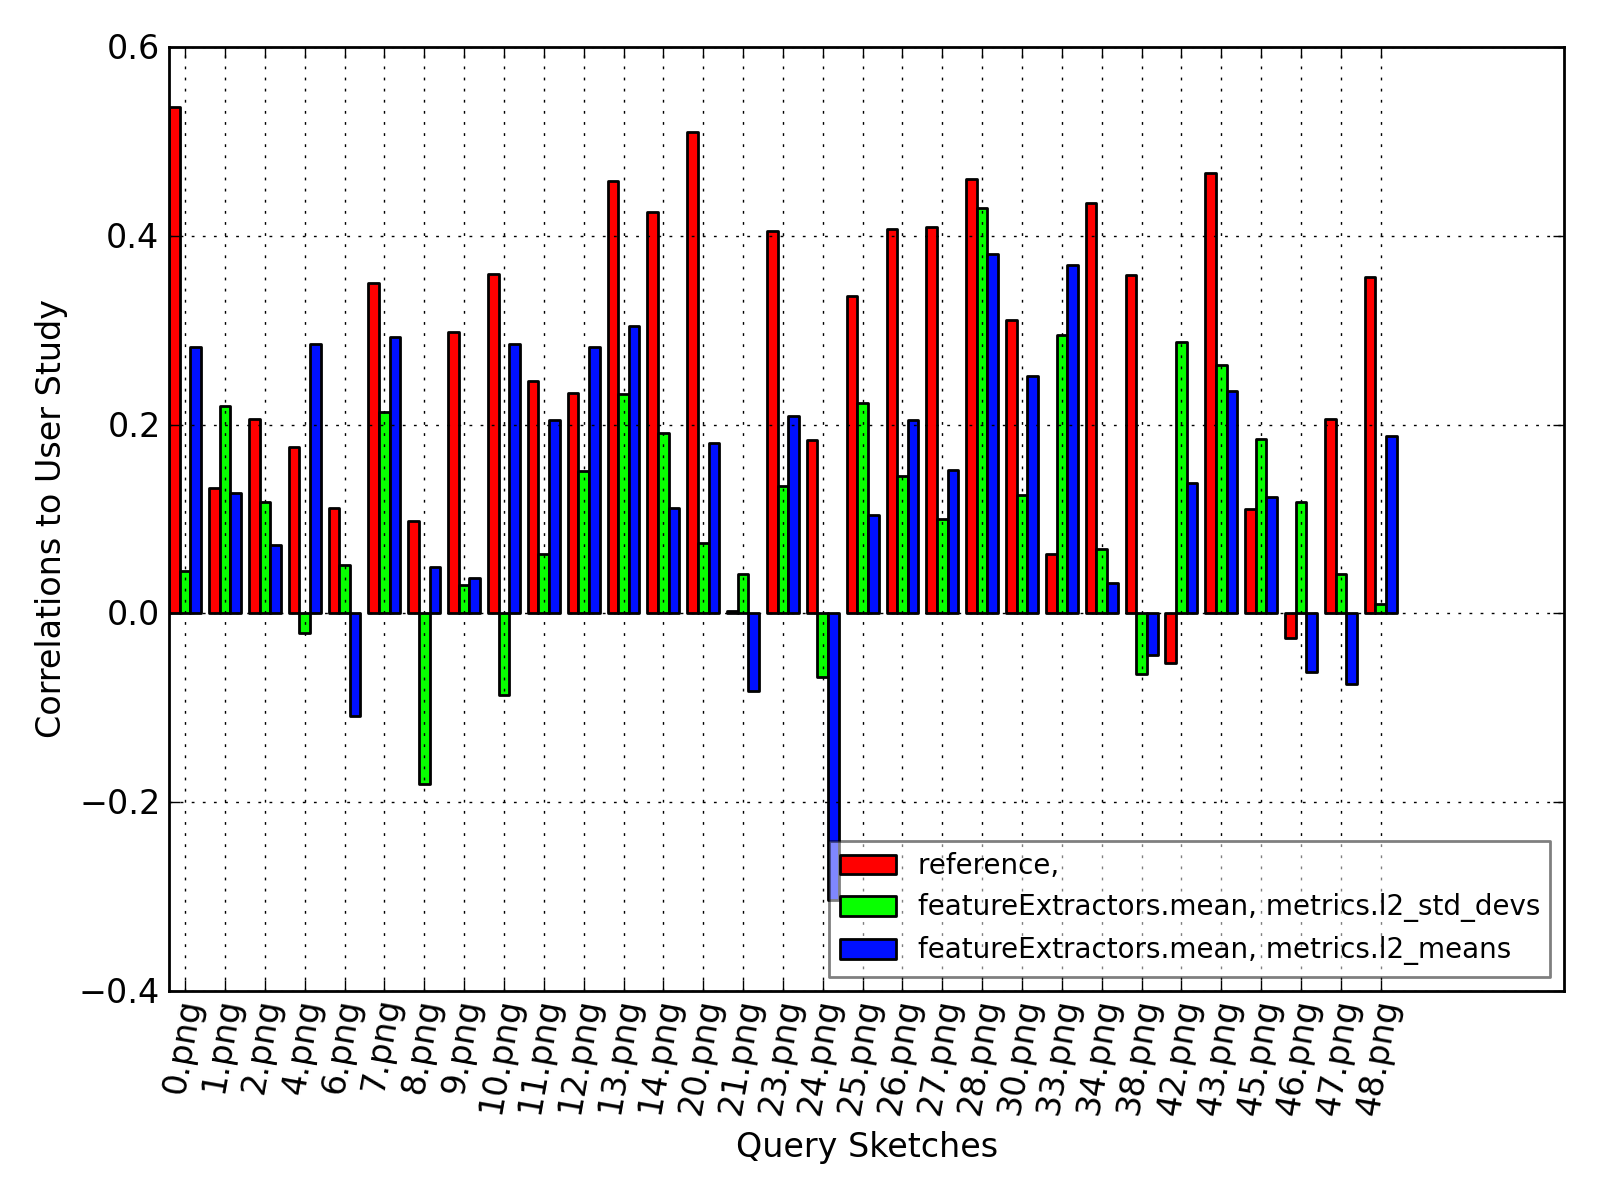 0.6
0.4
0.2
0.0
−0.2
−0.4
Correlations to User Study
reference,
featureExtractors.mean, metrics.l2_std_devs
featureExtractors.mean, metrics.l2_means
0.png
1.png
2.png
4.png
6.png
7.png
8.png
9.png
10.png
11.png
12.png
13.png
14.png
20.png
21.png
23.png
24.png
25.png
26.png
27.png
28.png
30.png
33.png
34.png
38.png
42.png
43.png
45.png
46.png
47.png
48.png
Query Sketches